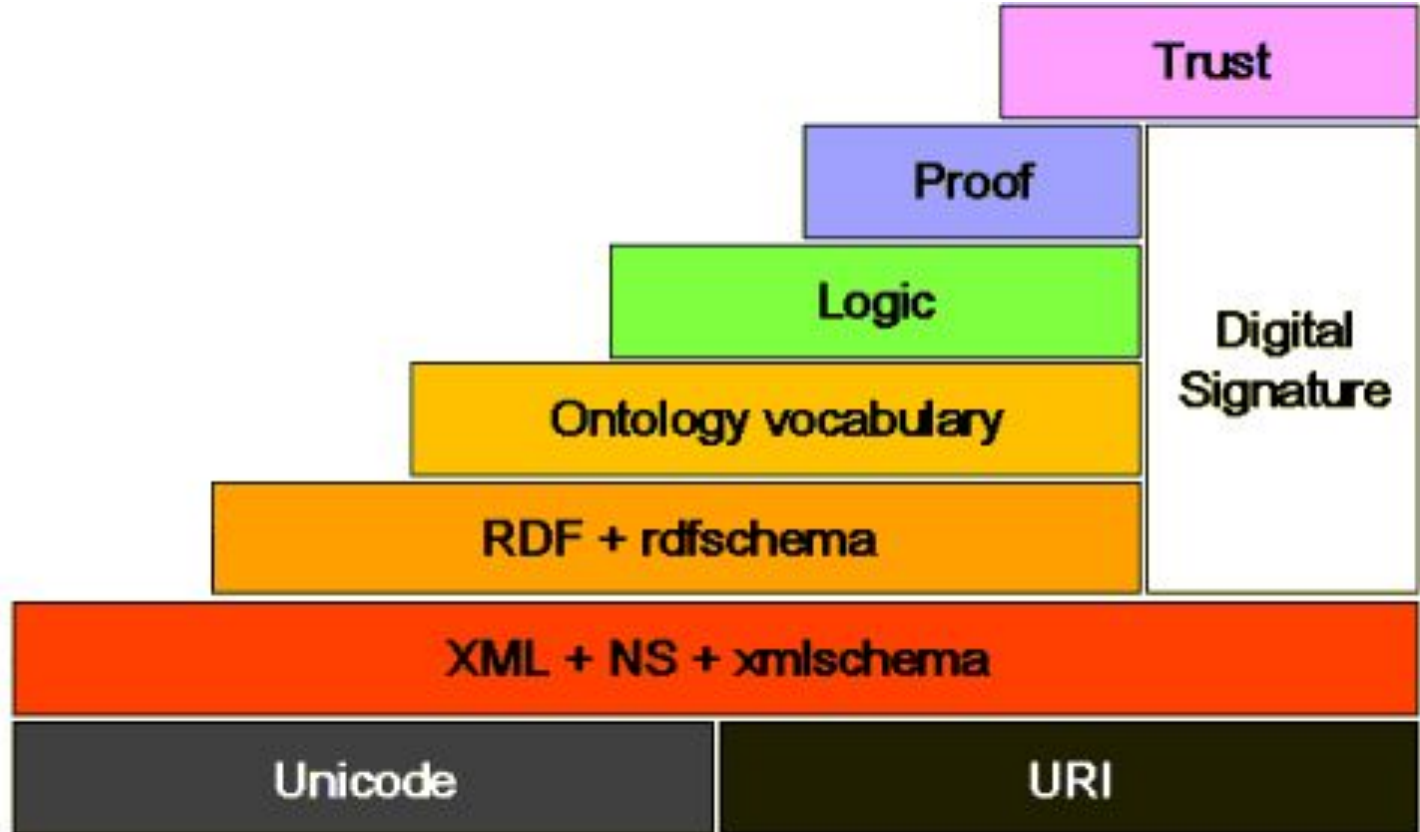 Trust
Proof
Logic
Digital
Signature
Ontology vocabulary
RDF + rdfschema
XML + NS + xmlschema
Unicode
URI